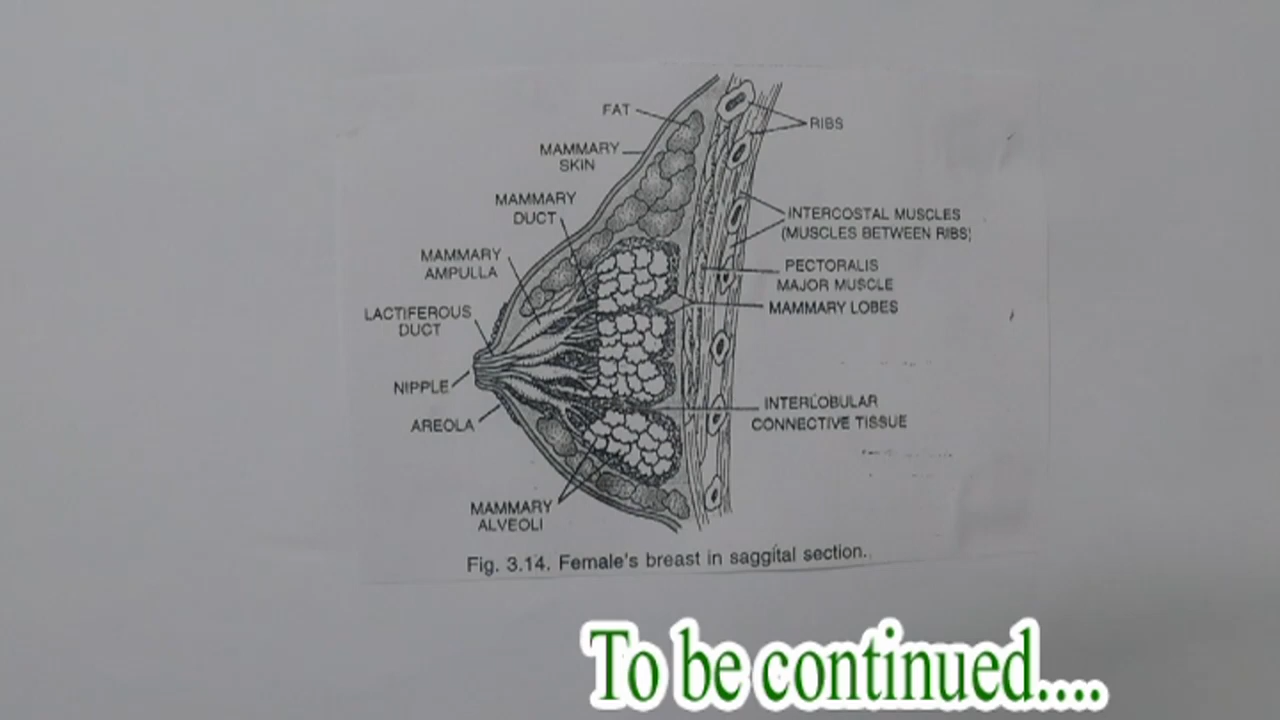 FAT
RIBS
MAMMARY
SKIN
MAMMARY
DUCT
INTERCOSTAL MUSCLES
(MUSCLES BETWEEN RIBS)
MAMMARY
AMPULLA
PECTORALIS
MAJOR MUSCLE
MAMMARY LOBES
LACTIFEROUS
DUCT
NIPPLE
INTERLOBULAR
CONNECTIVE TISSUE
AREOLA
MAMMARY
ALVEOLI
Fig. 3.14. Female's breast in saggital section.
To be continued....